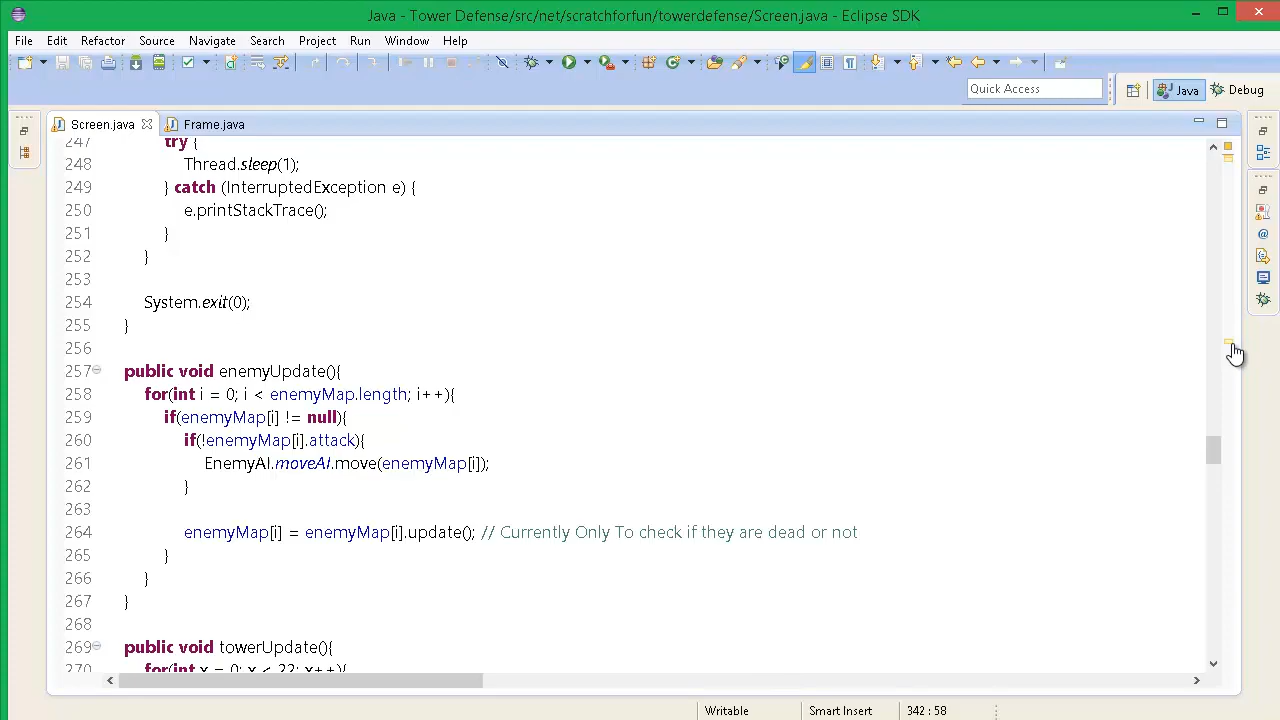 Java - Tower Defense/src/net/scratchforfun/towerdefense/Screen.java - Eclipse SDK
File Edit Refactor Source Navigate Search Project Run Window Help
Quick Access
Java Debug
Screen.java Frame.java
247 try {
248 Thread.sleep(1);
249 } catch (InterruptedException e) {
250 e.printStackTrace();
251 }
252 }
253
254 System.exit(0);
255 }
256
257 public void enemyUpdate(){
258 for(int i = 0; i < enemyMap.length; i++){
259 if(enemyMap[i] != null){
260 if(!enemyMap[i].attack){
261 EnemyAI.moveAI.move(enemyMap[i]);
262 }
263
264 enemyMap[i] = enemyMap[i].update(); // Currently Only To check if they are dead or not
265 }
266 }
267 }
268
269 public void towerUpdate(){
270 for(int x = 0; x < 22; x++){
Writable Smart Insert 342 : 58